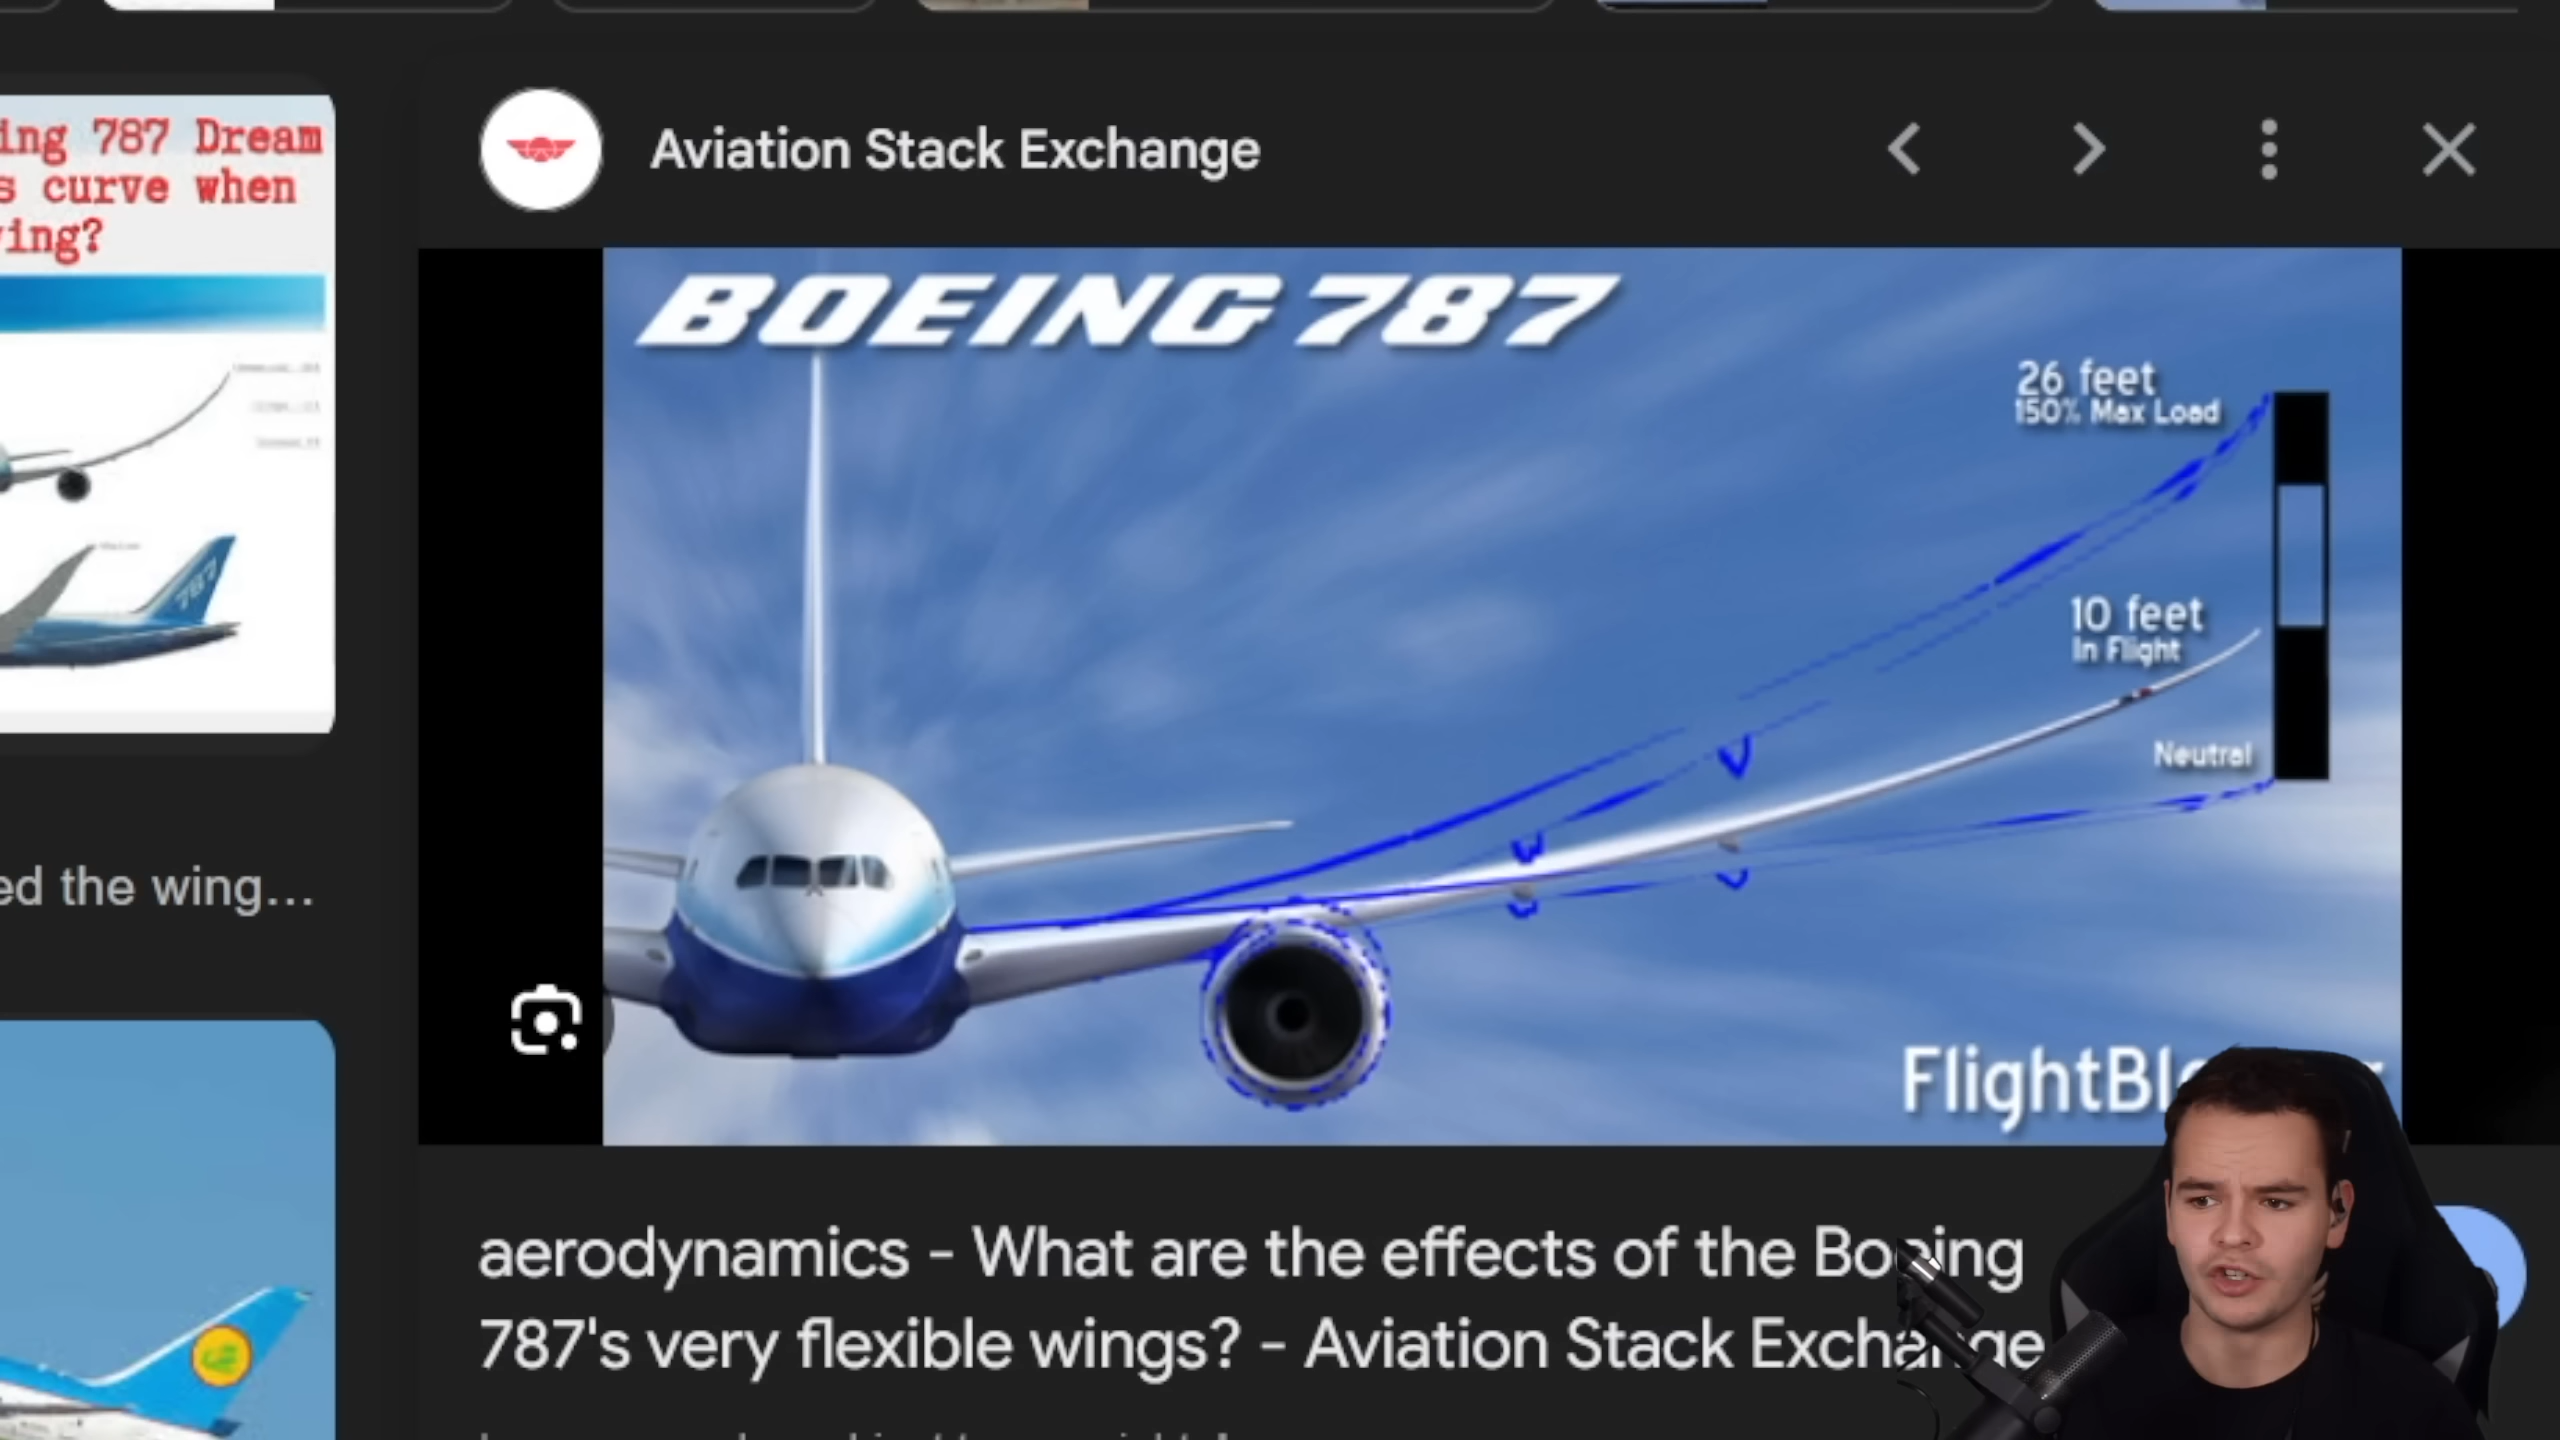 ing 787 Dream
s curve when
ing?
787
ed the wing...
Aviation Stack Exchange
BOEING 787
26 feet
150% Max Load
10 feet
In Flight
Neutral
aerodynamics - What are the effects of the Boeing
787's very flexible wings? - Aviation Stack Exchange